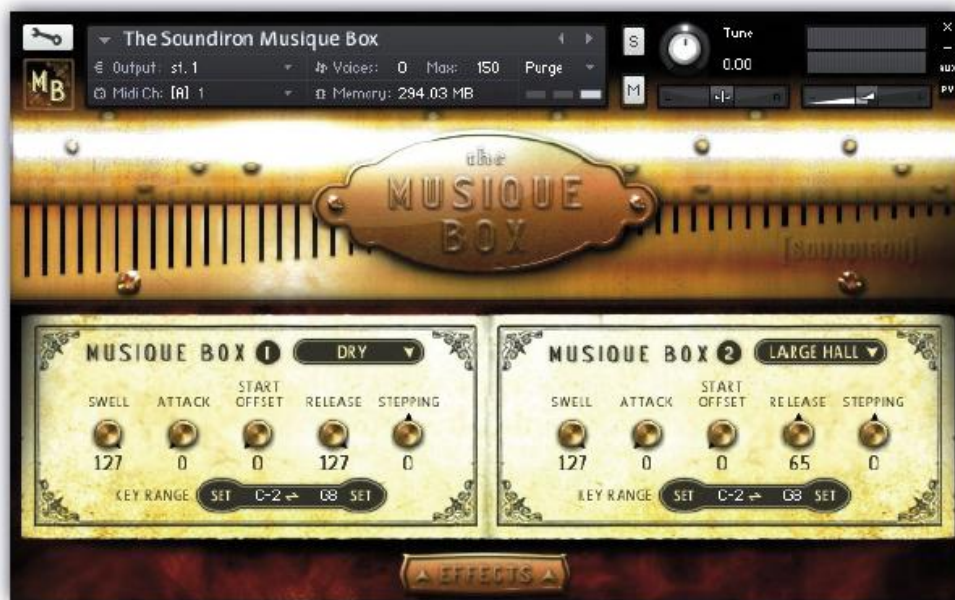 The Soundiron Musique Box
S
Tune
0.00
Output: st. 1
Voices: 0 Max: 150 Purge
Midi Ch: [A] 1
Memory: 294.03 MB
M
AUX
PV
MB
the
MUSIQUE
BOX
[SOUNDIRON]
MUSIQUE BOX 1 DRY
SWELL ATTACK START OFFSET RELEASE STEPPING
127 0 0 127 0
KEY RANGE SET C-2 G8 SET
MUSIQUE BOX 2 LARGE HALL
SWELL ATTACK START OFFSET RELEASE STEPPING
127 0 0 65 0
KEY RANGE SET C-2 G8 SET
EFFECTS